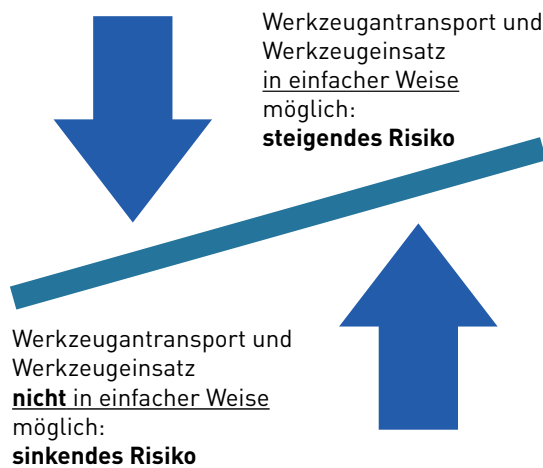 Werkzeugantransport und
Werkzeugeinsatz
in einfacher Weise
möglich:
steigendes Risiko
Werkzeugantransport und
Werkzeugeinsatz
nicht in einfacher Weise
möglich:
sinkendes Risiko